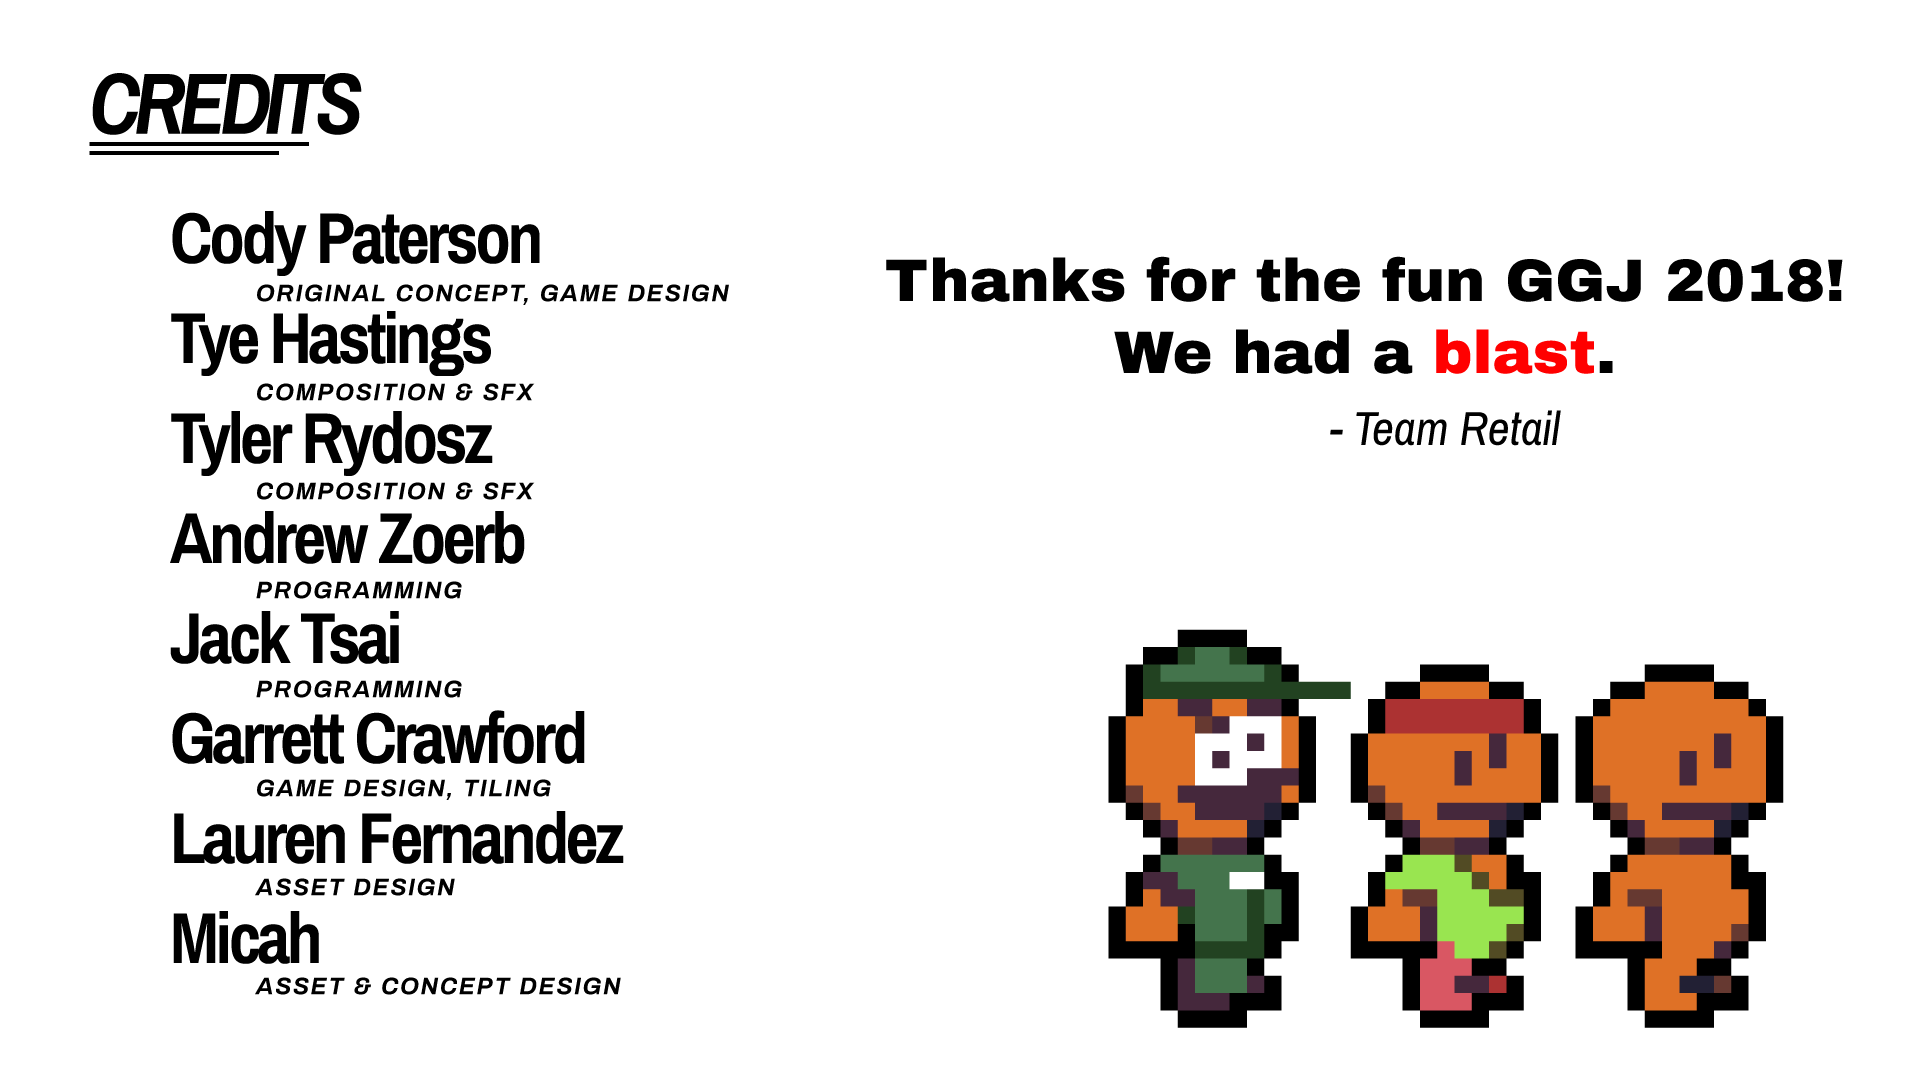 CREDITS
Cody Paterson
ORIGINAL CONCEPT, GAME DESIGN
Tye Hastings
COMPOSITION & SFX
Tyler Rydosz
COMPOSITION & SFX
Andrew Zoerb
PROGRAMMING
Jack Tsai
PROGRAMMING
Garrett Crawford
GAME DESIGN, TILING
Lauren Fernandez
ASSET DESIGN
Micah
ASSET & CONCEPT DESIGN
Thanks for the fun GGJ 2018!
We had a blast.
- Team Retail